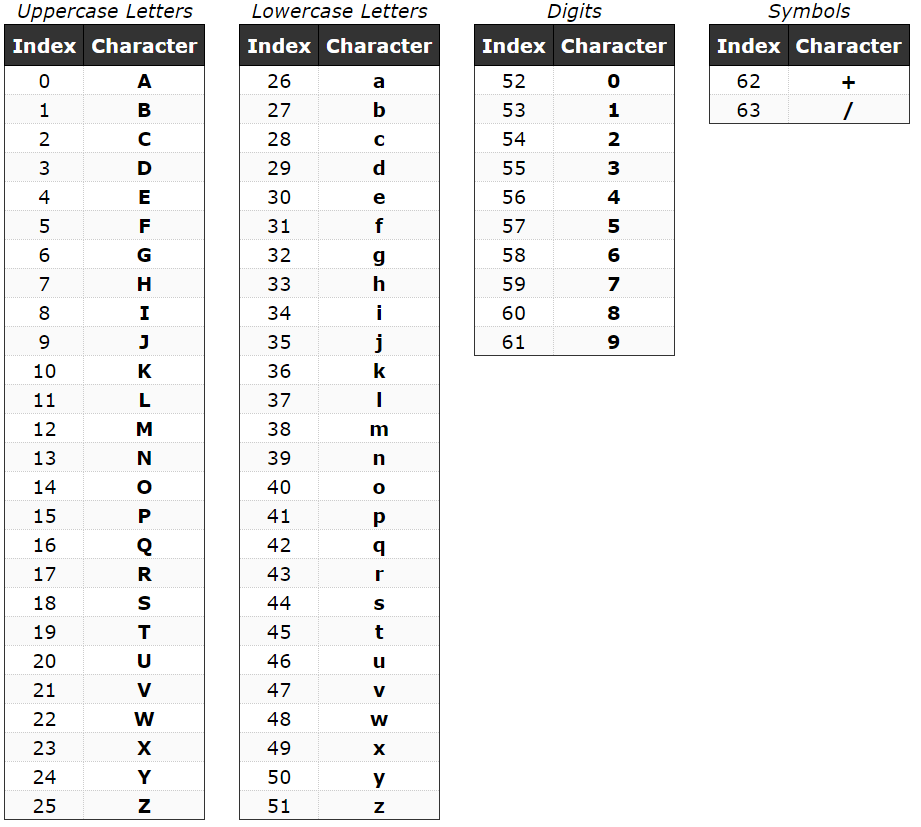 Uppercase Letters Lowercase Letters Digits Symbols
Index Character Index Character Index Character Index Character
0 A 26 a 52 0 62 +
1 B 27 b 53 1 63 /
2 C 28 c 54 2
3 D 29 d 55 3
4 E 30 e 56 4
5 F 31 f 57 5
6 G 32 g 58 6
7 H 33 h 59 7
8 I 34 i 60 8
9 J 35 j 61 9
10 K 36 k
11 L 37 l
12 M 38 m
13 N 39 n
14 O 40 o
15 P 41 p
16 Q 42 q
17 R 43 r
18 S 44 s
19 T 45 t
20 U 46 u
21 V 47 v
22 W 48 w
23 X 49 x
24 Y 50 y
25 Z 51 z